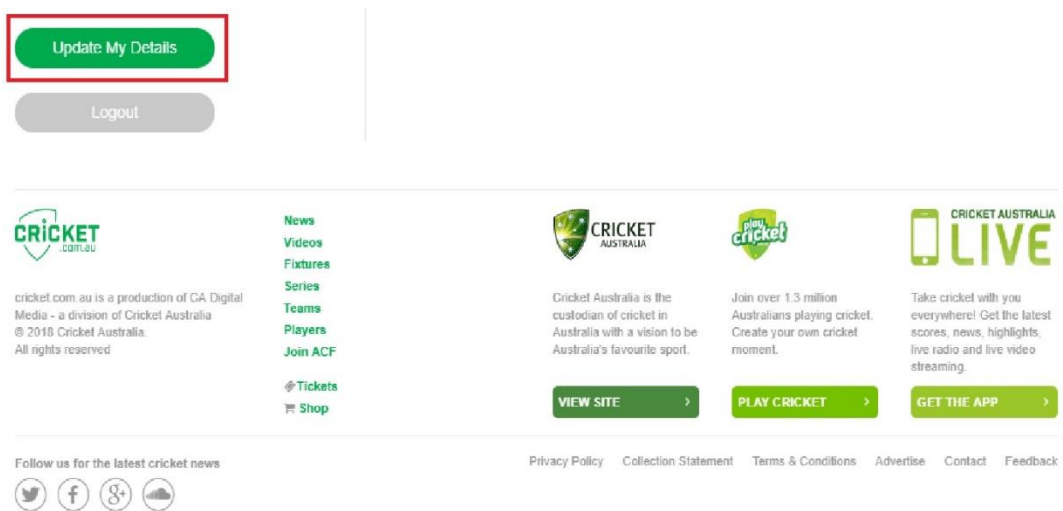 Update My Details
Logout
CRICKET
.com.au
cricket.com.au is a production of CA Digital
Media - a division of Cricket Australia
© 2018 Cricket Australia.
All rights reserved
News
Videos
Fixtures
Series
Teams
Players
Join ACF
Tickets
Shop
CRICKET
AUSTRALIA
Cricket Australia is the
custodian of cricket in
Australia with a vision to be
Australia's favourite sport.
VIEW SITE
play
cricket
Join over 1.3 million
Australians playing cricket.
Create your own cricket
moment.
PLAY CRICKET
CRICKET AUSTRALIA
LIVE
Take cricket with you
everywhere! Get the latest
scores, news, highlights,
live radio and live video
streaming.
GET THE APP
Follow us for the latest cricket news
Privacy Policy Collection Statement Terms & Conditions Advertise Contact Feedback